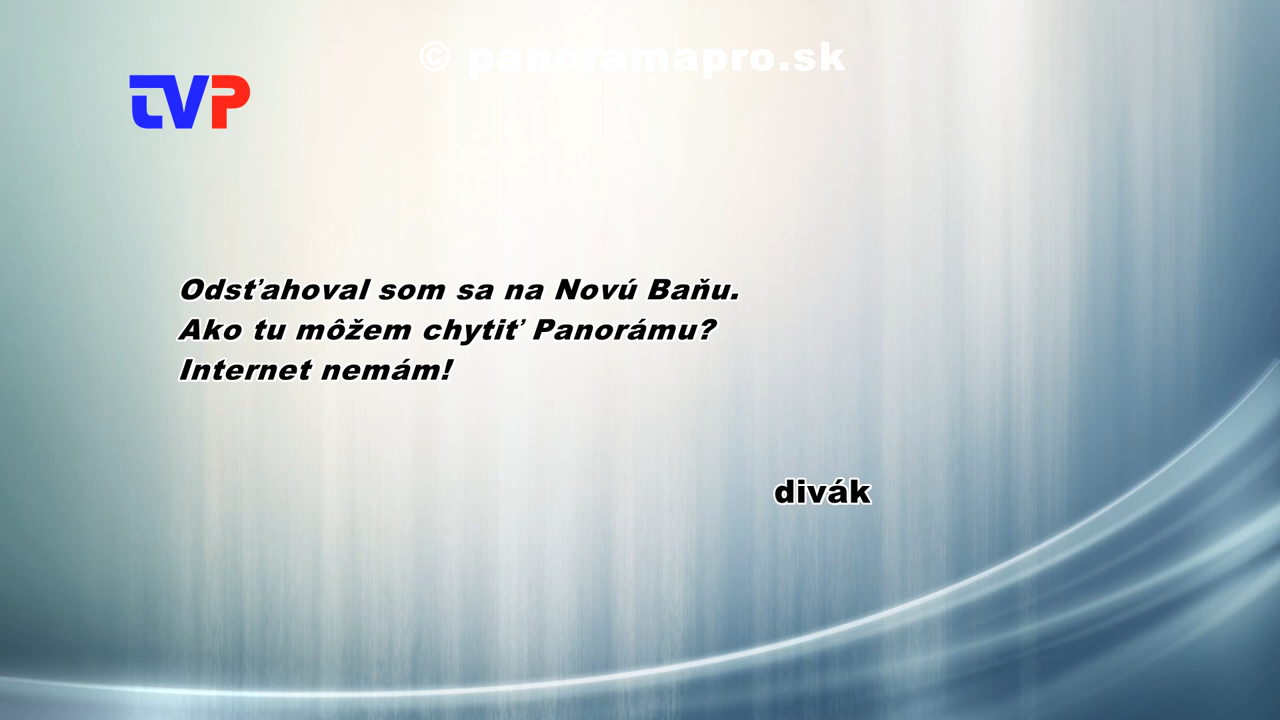 © panoramapro.sk
TVP
Odsťahoval som sa na Novú Baňu.
Ako tu môžem chytiť Panorámu?
Internet nemám!
divák